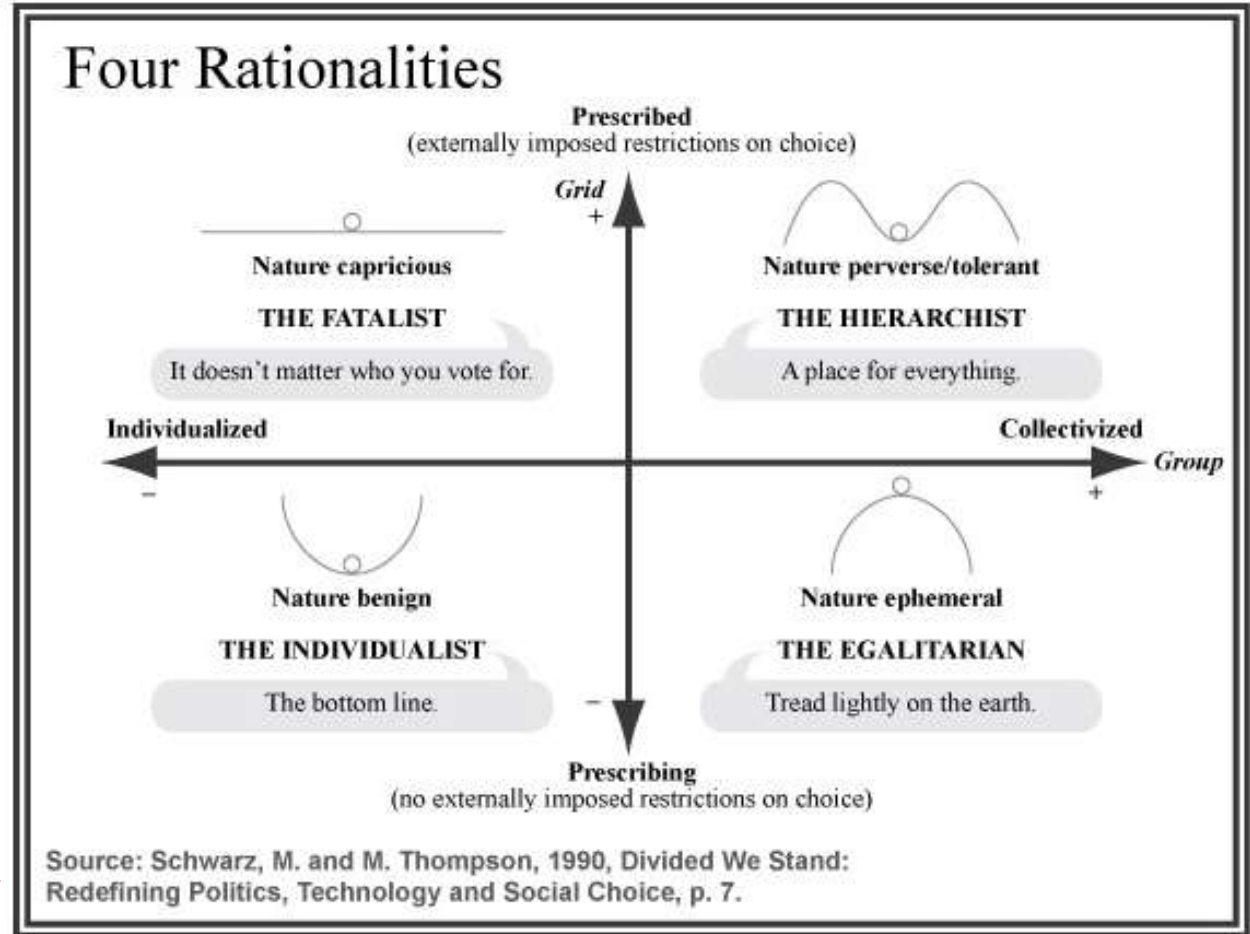 Four Rationalities
Prescribed
(externally imposed restrictions on choice)
Grid
+
Nature capricious
Nature perverse/tolerant
THE FATALIST
THE HIERARCHIST
It doesn’t matter who you vote for.
A place for everything.
Individualized
Collectivized
Group
–
+
Nature benign
Nature ephemeral
THE INDIVIDUALIST
THE EGALITARIAN
The bottom line.
–
Tread lightly on the earth.
Prescribing
(no externally imposed restrictions on choice)
Source: Schwarz, M. and M. Thompson, 1990, Divided We Stand:
Redefining Politics, Technology and Social Choice, p. 7.